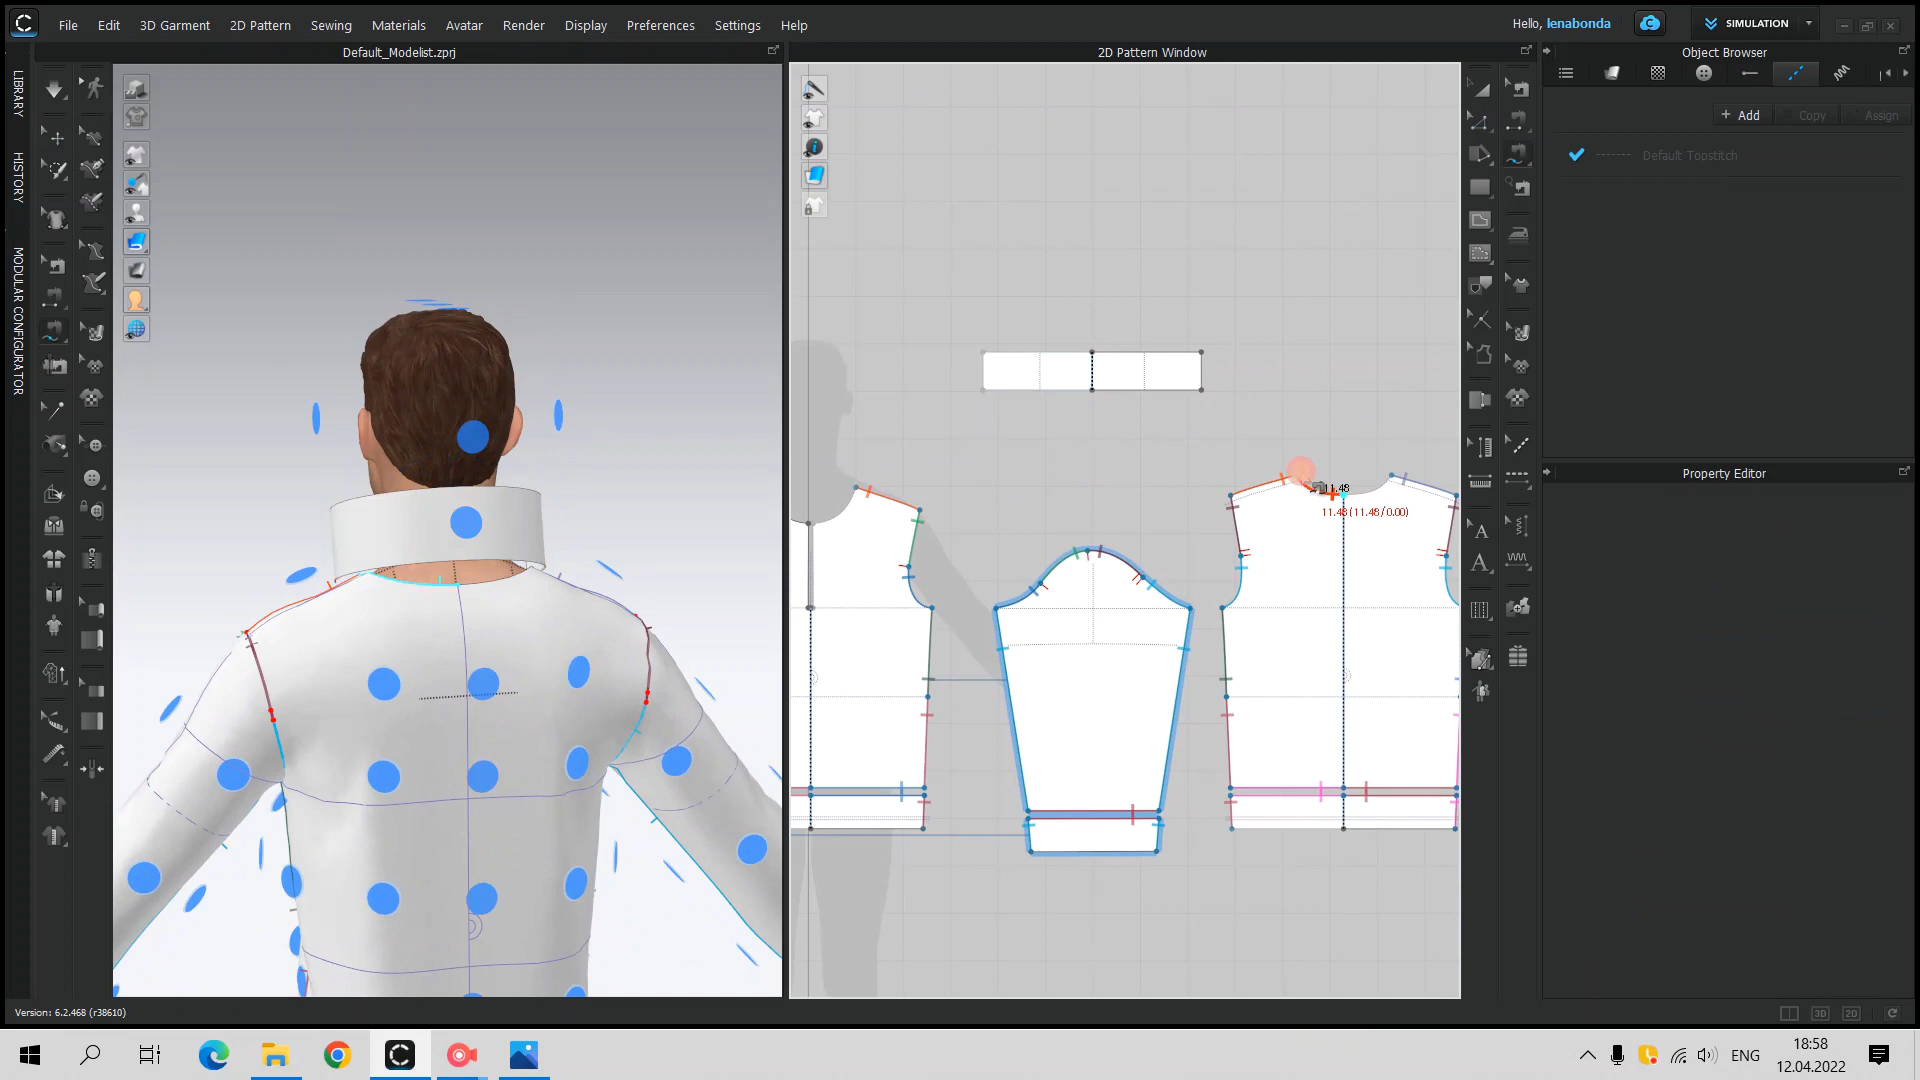 File Edit 3D Garment 2D Pattern Sewing Materials Avatar Render Display Preferences Settings Help
Hello, lenabonda
SIMULATION
Default_Modelist.zprj
2D Pattern Window
Object Browser
LIBRARY
HISTORY
MODULAR CONFIGURATOR
+ Add Copy Assign
Default Topstitch
Property Editor
11.48
11.48(11.48/0.00)
A
A
Version: 6.2.468 (r38610)
3D 2D
ENG
18:58
12.04.2022